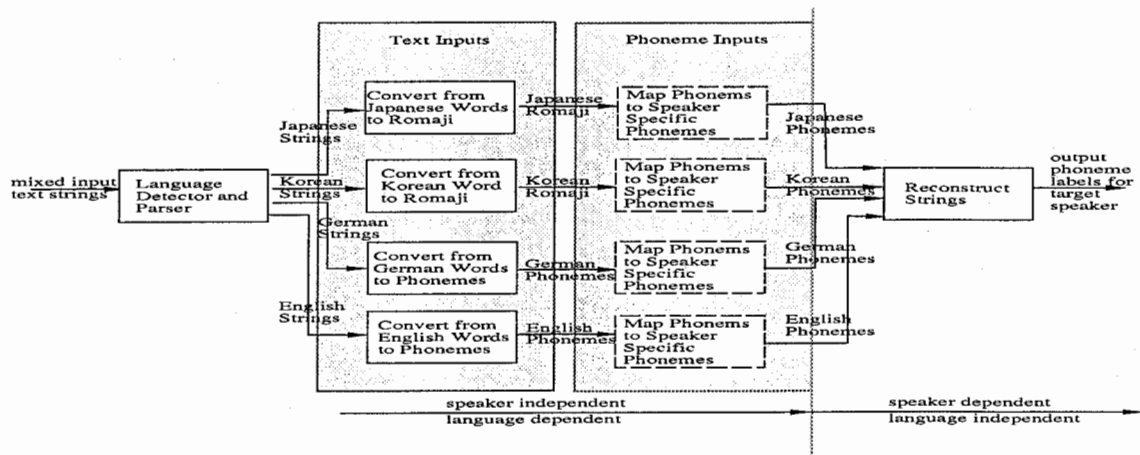 Text Inputs
Phoneme Inputs
mixed input
text strings
Language
Detector and
Parser
Japanese
Strings
Korean
Strings
German
Strings
English
Strings
Convert from
Japanese Words
to Romaji
Convert from
Korean Word
to Romaji
Convert from
German Words
to Phonemes
Convert from
English Words
to Phonemes
Japanese
Romaji
Korean
Romaji
German
Phonemes
English
Phonemes
Map Phonems
to Speaker
Specific
Phonemes
Map Phonems
to Speaker
Specific
Phonemes
Map Phonems
to Speaker
Specific
Phonemes
Map Phonems
to Speaker
Specific
Phonemes
Japanese
Phonemes
Korean
Phonemes
German
Phonemes
English
Phonemes
Reconstruct
Strings
output
phoneme
labels for
target
speaker
speaker independent
language dependent
speaker dependent
language independent